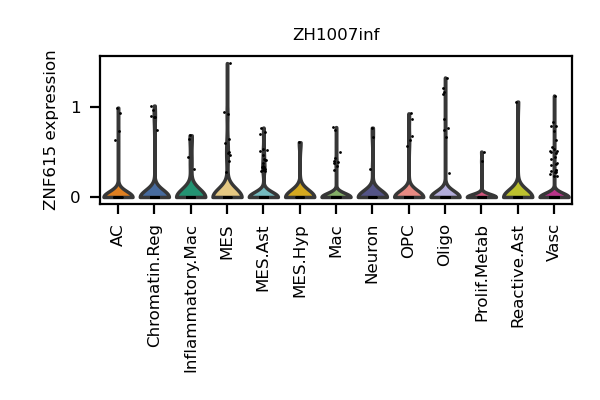 ZH1007inf
ZNF615 expression
1
0
AC
Chromatin.Reg
Inflammatory.Mac
MES
MES.Ast
MES.Hyp
Mac
Neuron
OPC
Oligo
Prolif.Metab
Reactive.Ast
Vasc